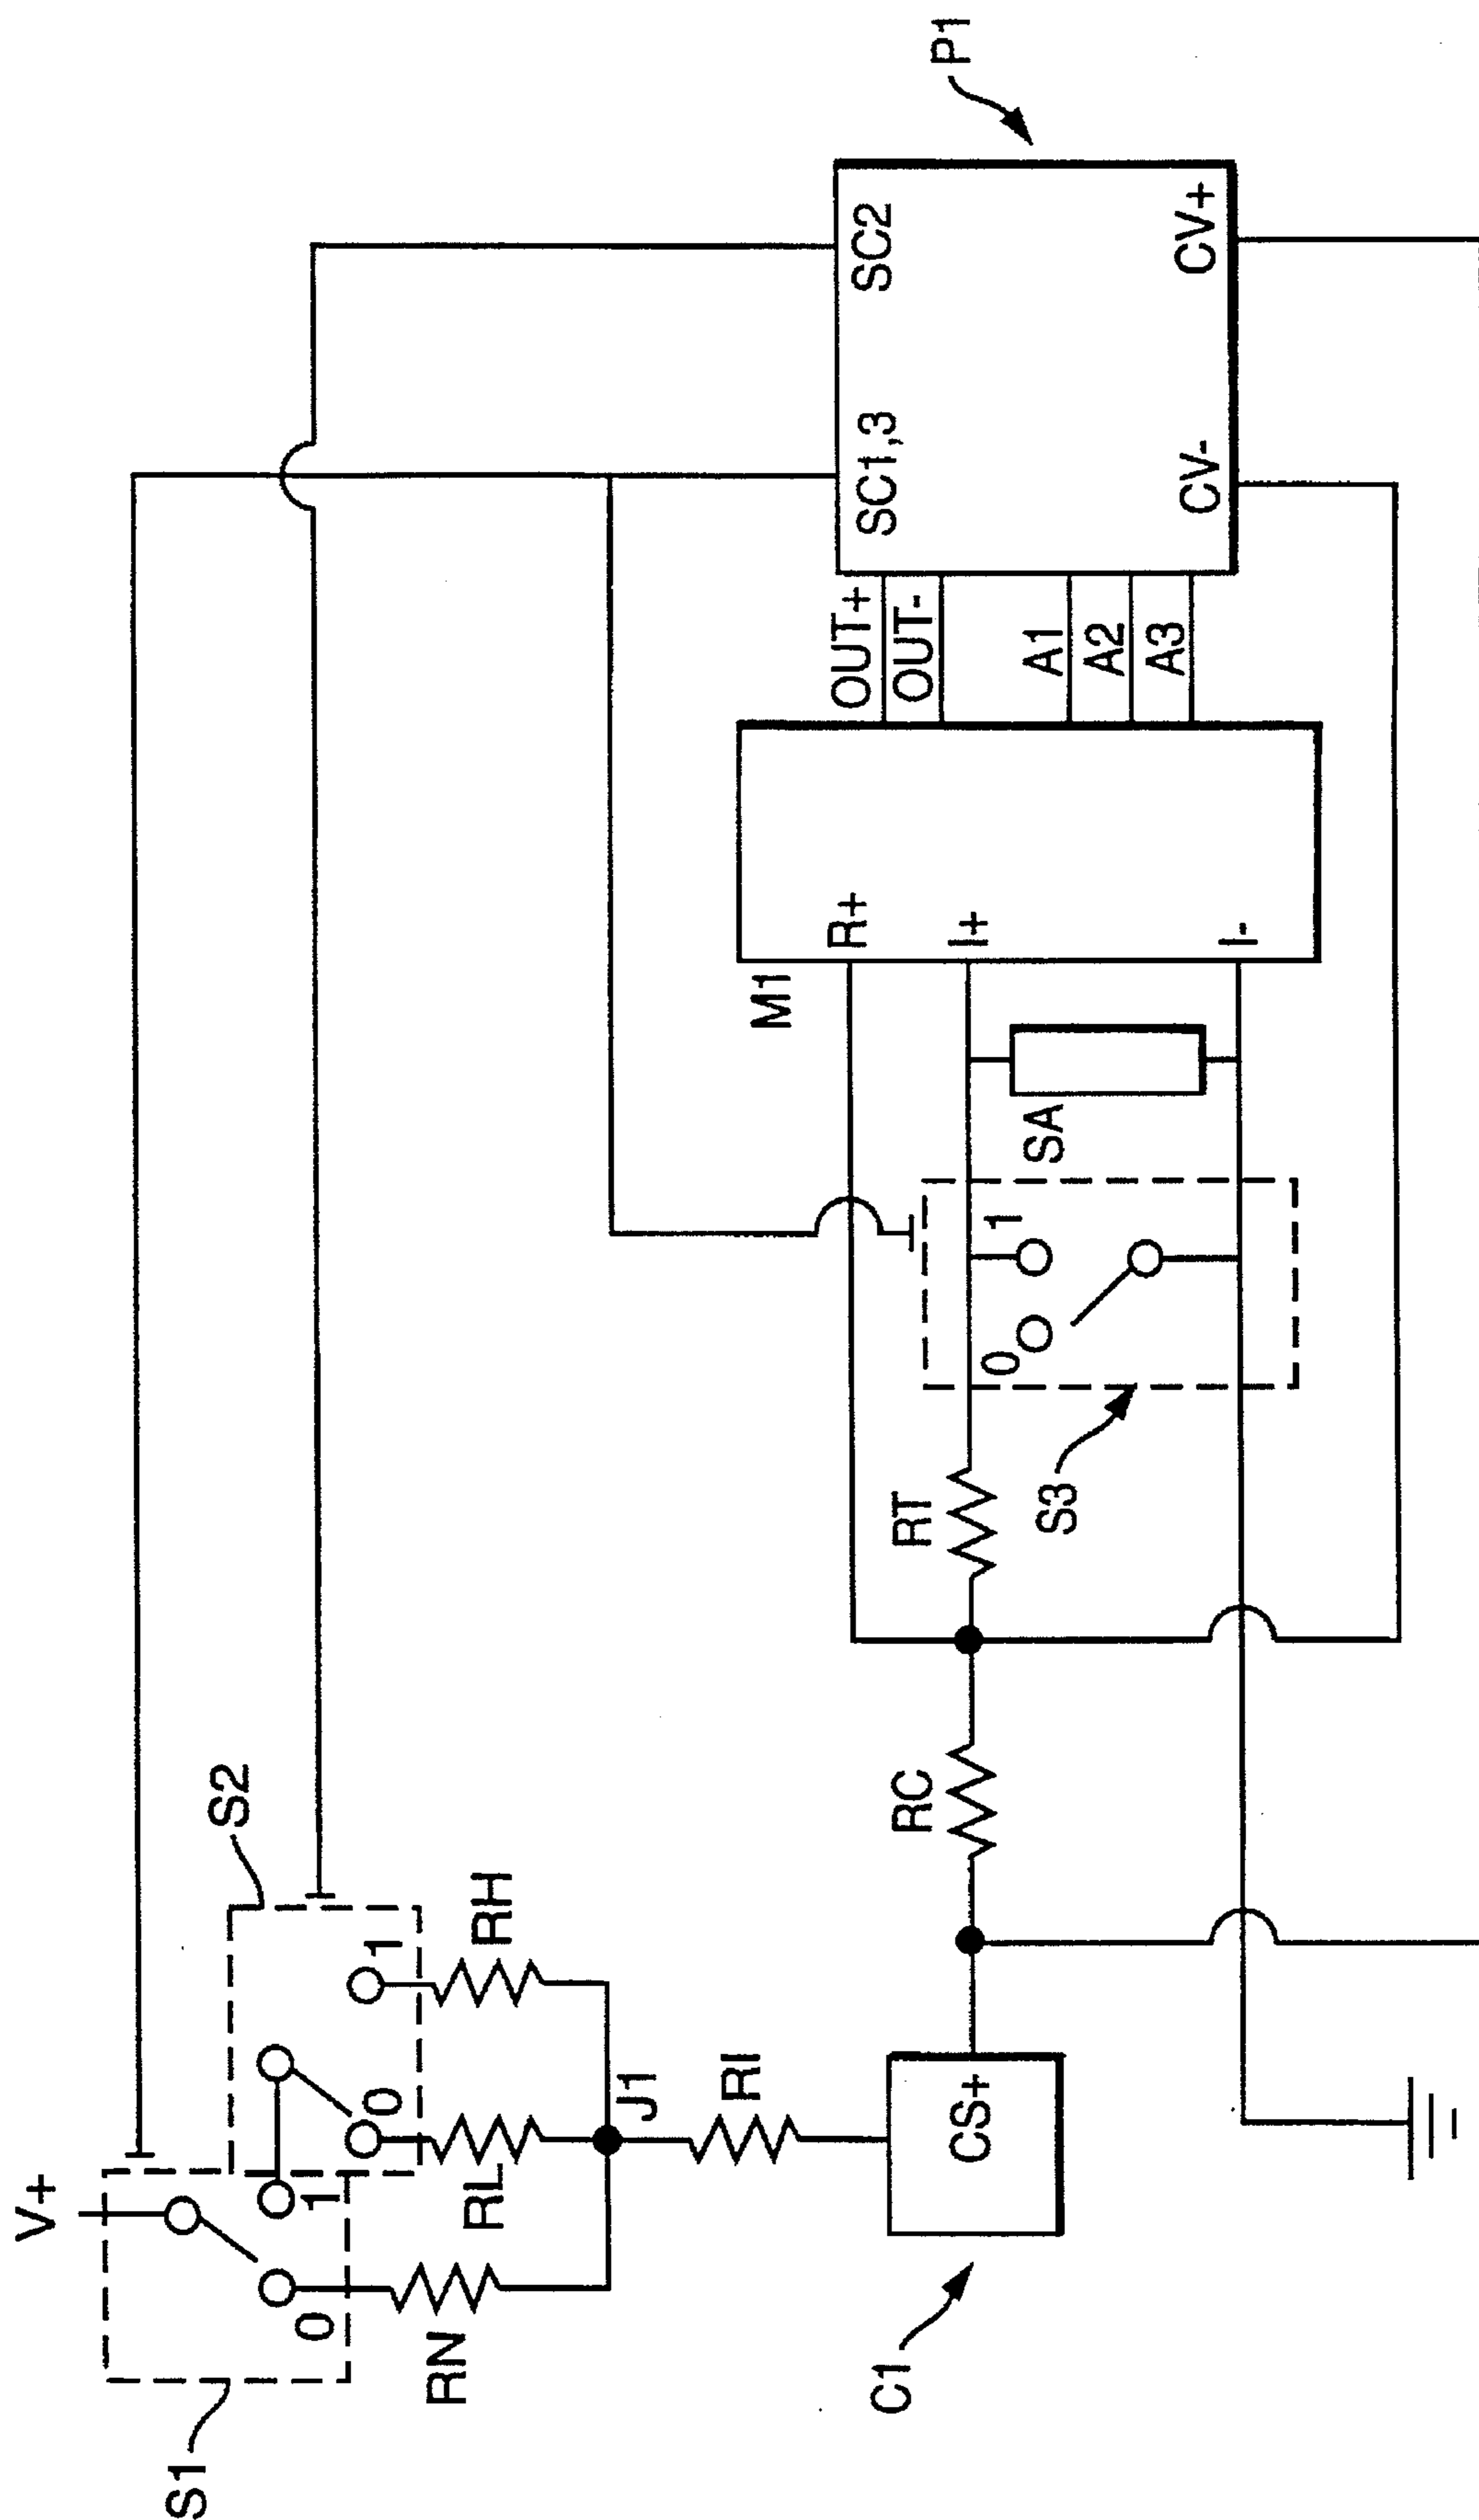 V+
S1
0
1
S2
0
1
RN
RL
RH
J1
RI
C1
CS+
RC
RT
S3
0
1
SA
M1
R+
I+
I-
OUT+
OUT-
A1
A2
A3
SC1,3
SC2
CV-
CV+
P1